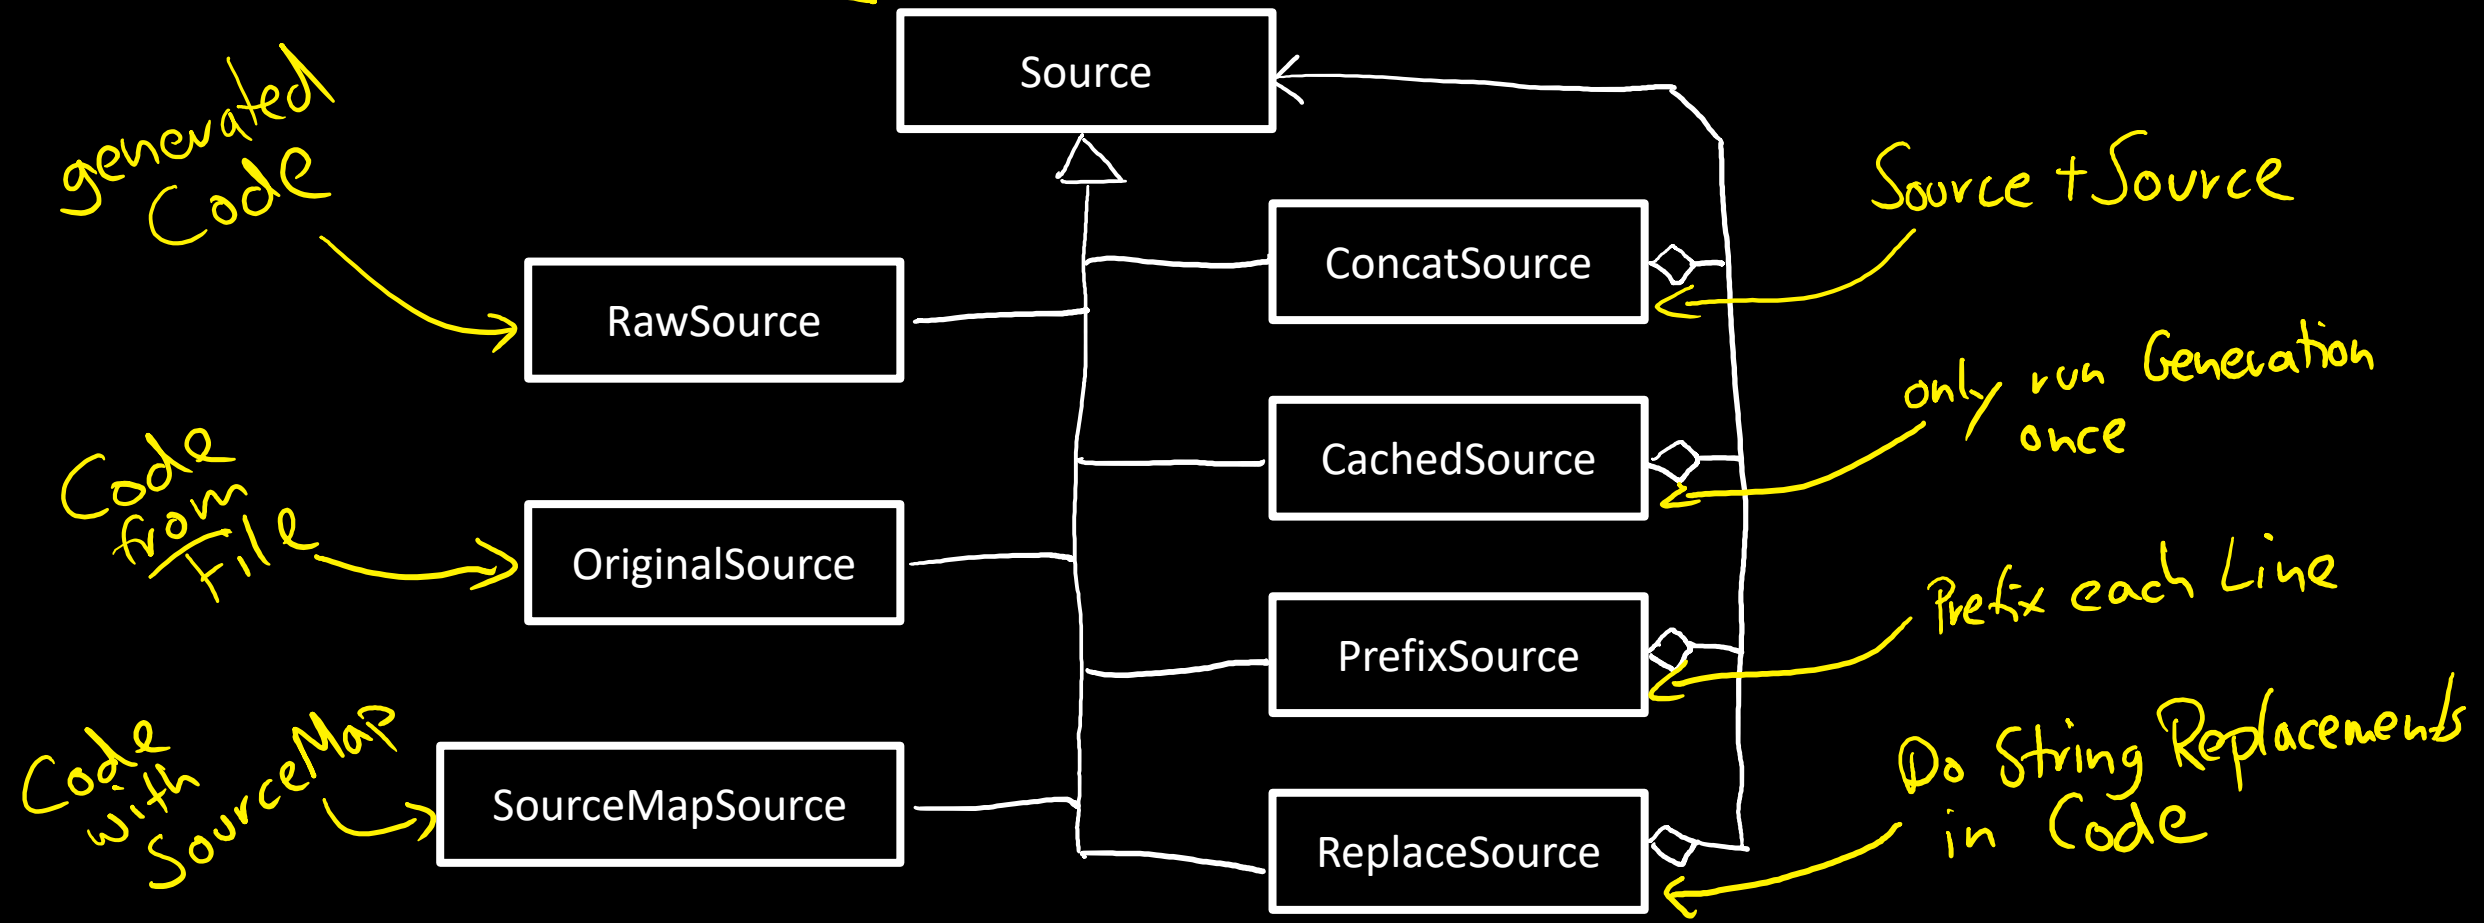 Source
generated
Code
RawSource
Code
from
File
OriginalSource
Code
with
SourceMap
SourceMapSource
ConcatSource
Source + Source
CachedSource
only run Generation
once
PrefixSource
Prefix each Line
ReplaceSource
Do String Replacements
in Code